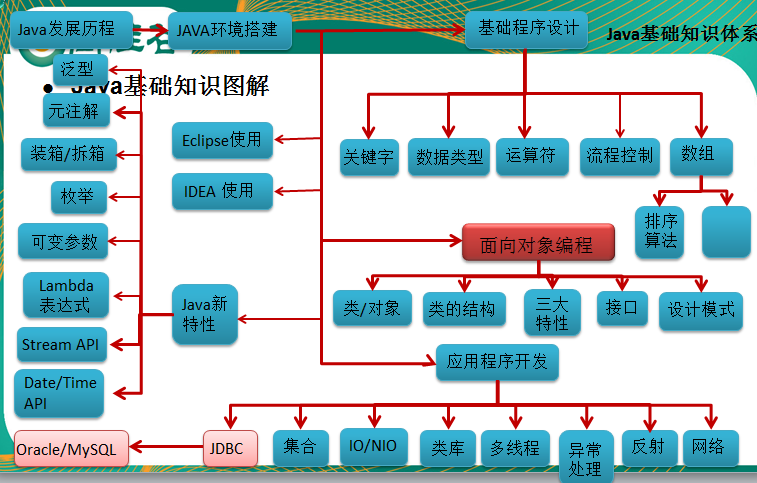 Java发展历程
JAVA环境搭建
基础程序设计
Java基础知识体系
泛型
Java基础知识图解
元注解
Eclipse使用
关键字
数据类型
运算符
流程控制
数组
装箱/拆箱
IDEA 使用
枚举
排序
算法
可变参数
面向对象编程
Lambda
表达式
Java新
特性
类/对象
类的结构
三大
特性
接口
设计模式
Stream API
应用程序开发
Date/Time
API
Oracle/MySQL
JDBC
集合
IO/NIO
类库
多线程
异常
处理
反射
网络